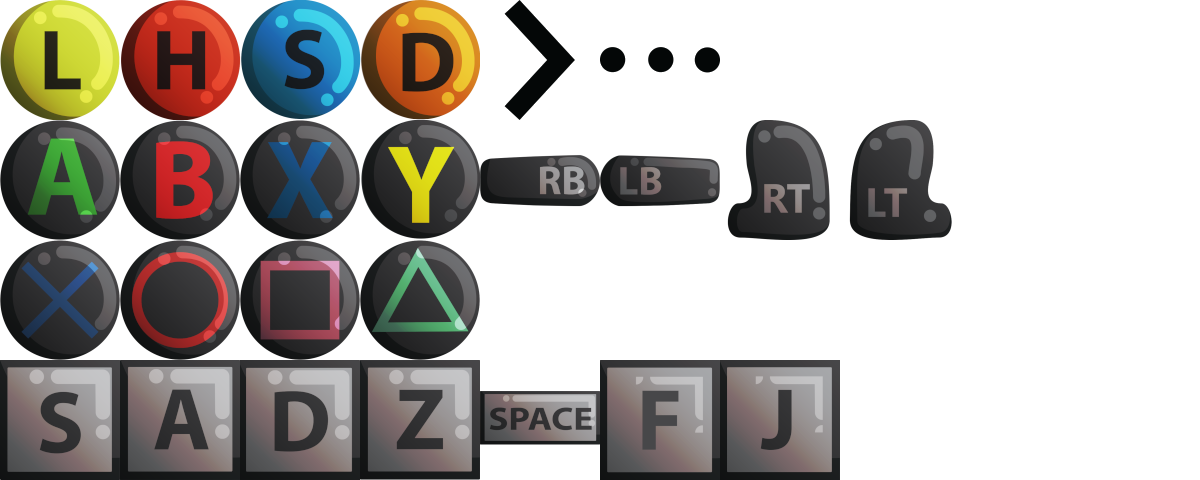 L H S D > ...
A B X Y RB LB RT LT
S A D Z SPACE F J